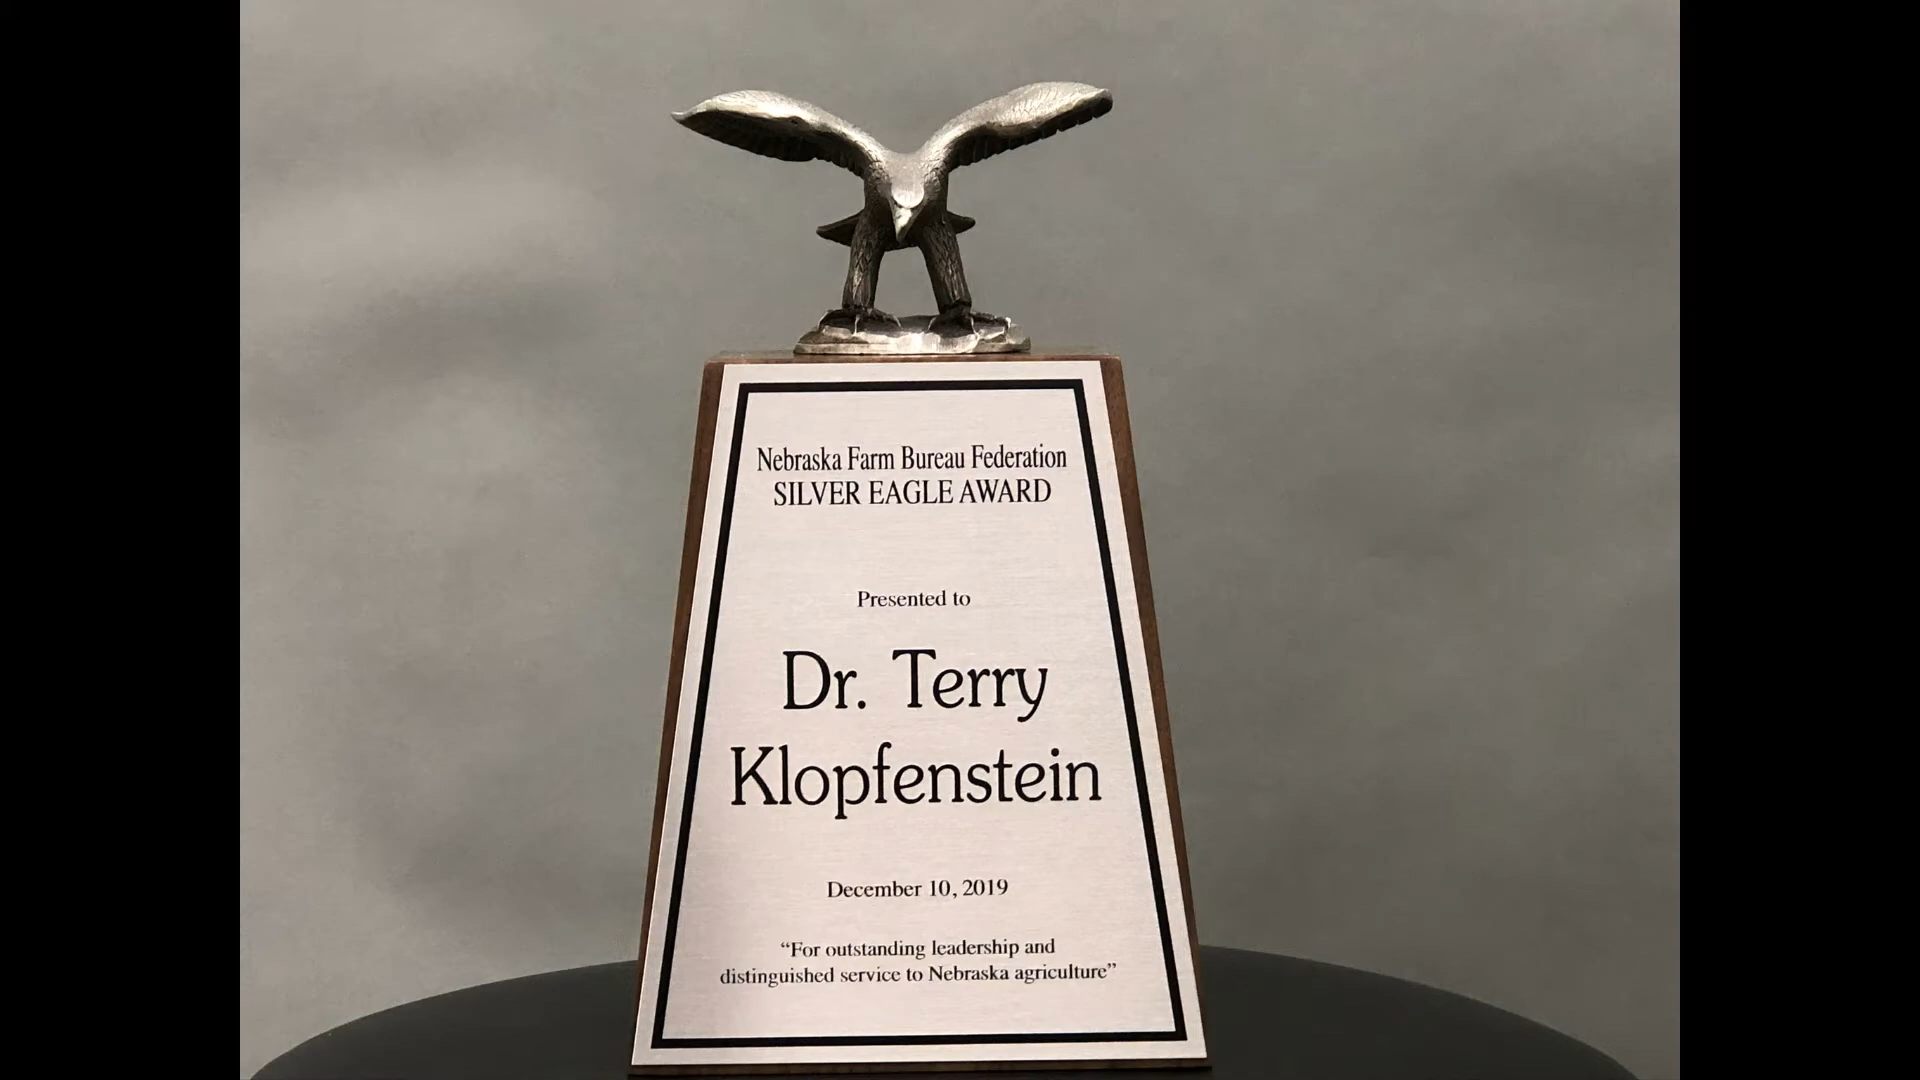 Nebraska Farm Bureau Federation
SILVER EAGLE AWARD
Presented to
Dr. Terry
Klopfenstein
December 10, 2019
“For outstanding leadership and
distinguished service to Nebraska agriculture”